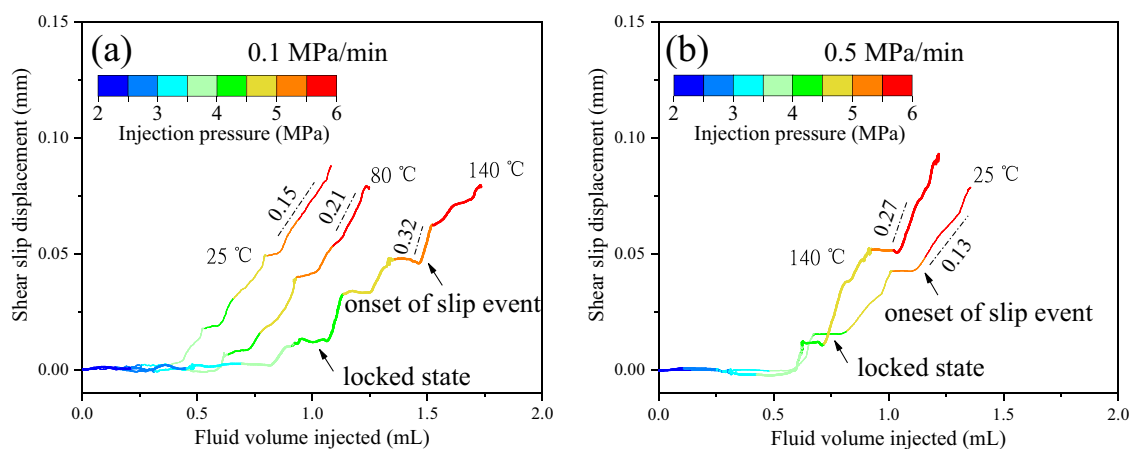 (a)
0.1 MPa/min
2 3 4 5 6
Injection pressure (MPa)
0.15
0.10
0.05
0.00
Shear slip displacement (mm)
25 ℃
0.15
80 ℃
0.21
140 ℃
0.32
onset of slip event
locked state
0.0 0.5 1.0 1.5 2.0
Fluid volume injected (mL)
(b)
0.5 MPa/min
2 3 4 5 6
Injection pressure (MPa)
0.15
0.10
0.05
0.00
Shear slip displacement (mm)
140 ℃
0.27
25 ℃
0.13
oneset of slip event
locked state
0.0 0.5 1.0 1.5 2.0
Fluid volume injected (mL)